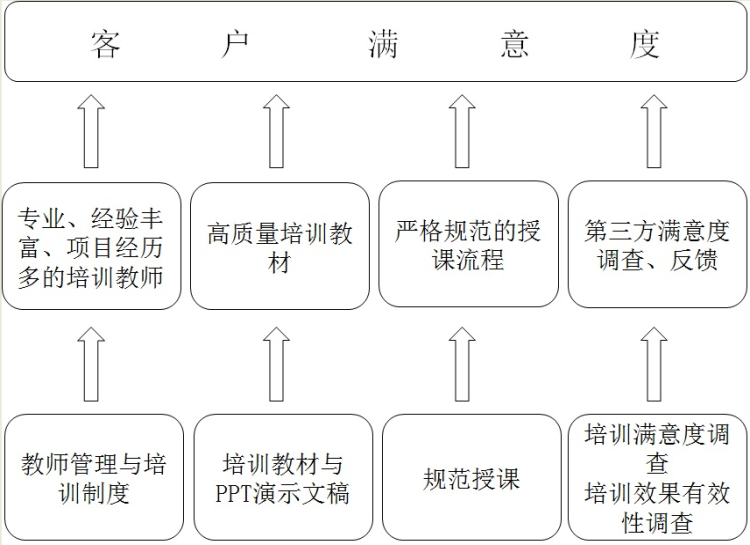 客户满意度
专业、经验丰
富、项目经历
多的培训教师
高质量培训教
材
严格规范的授
课流程
第三方满意度
调查、反馈
教师管理与培
训制度
培训教材与
PPT演示文稿
规范授课
培训满意度调
查
培训效果有效
性调查